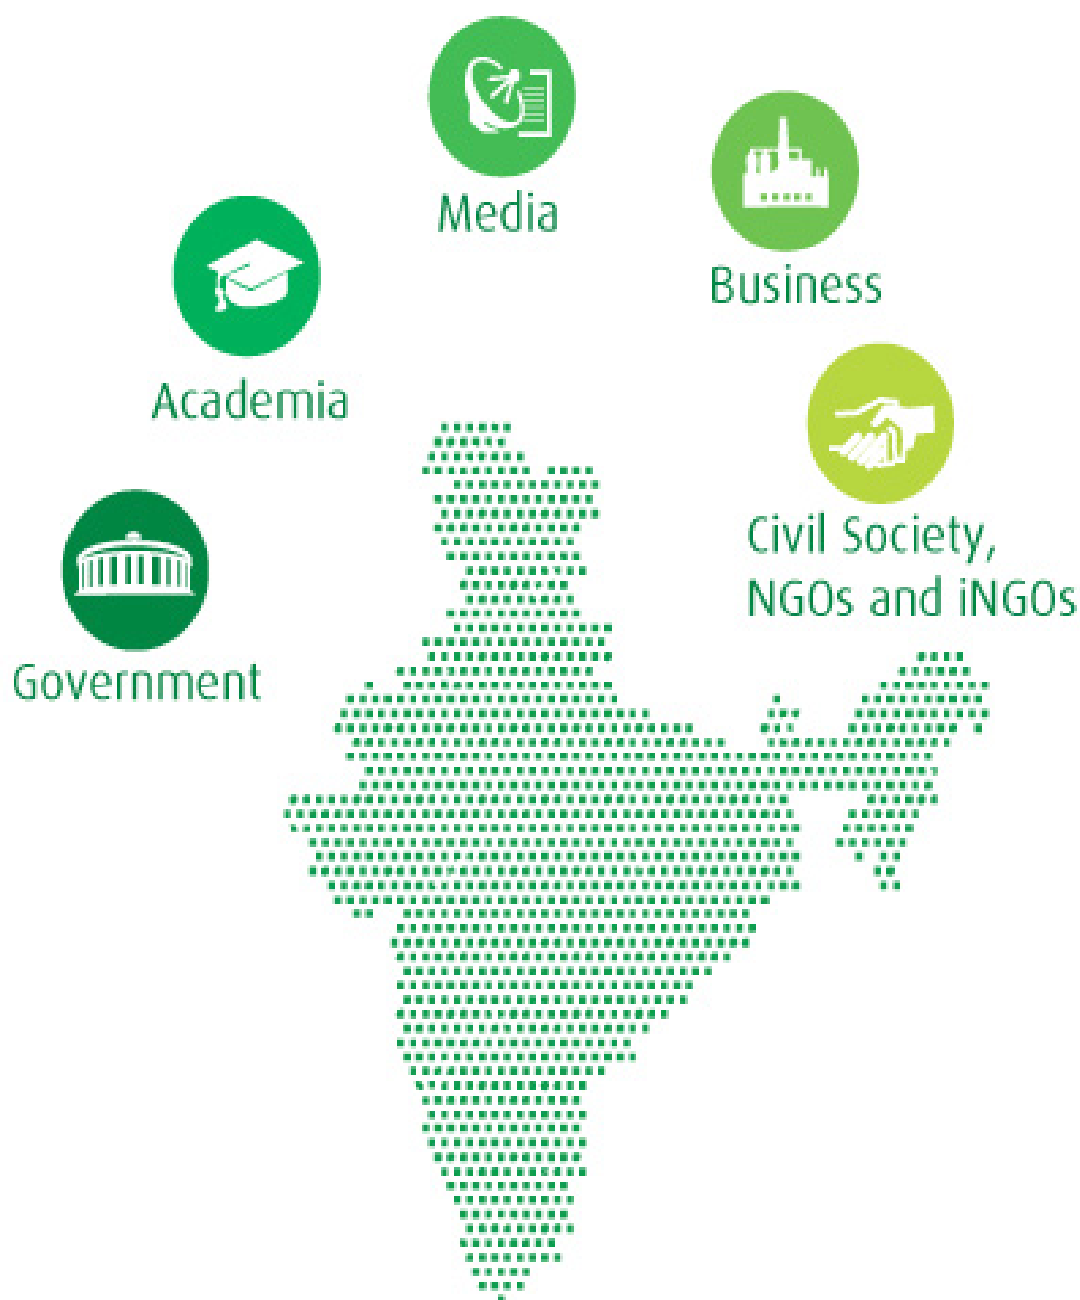 Media
Business
Academia
Civil Society,
NGOs and iNGOs
Government